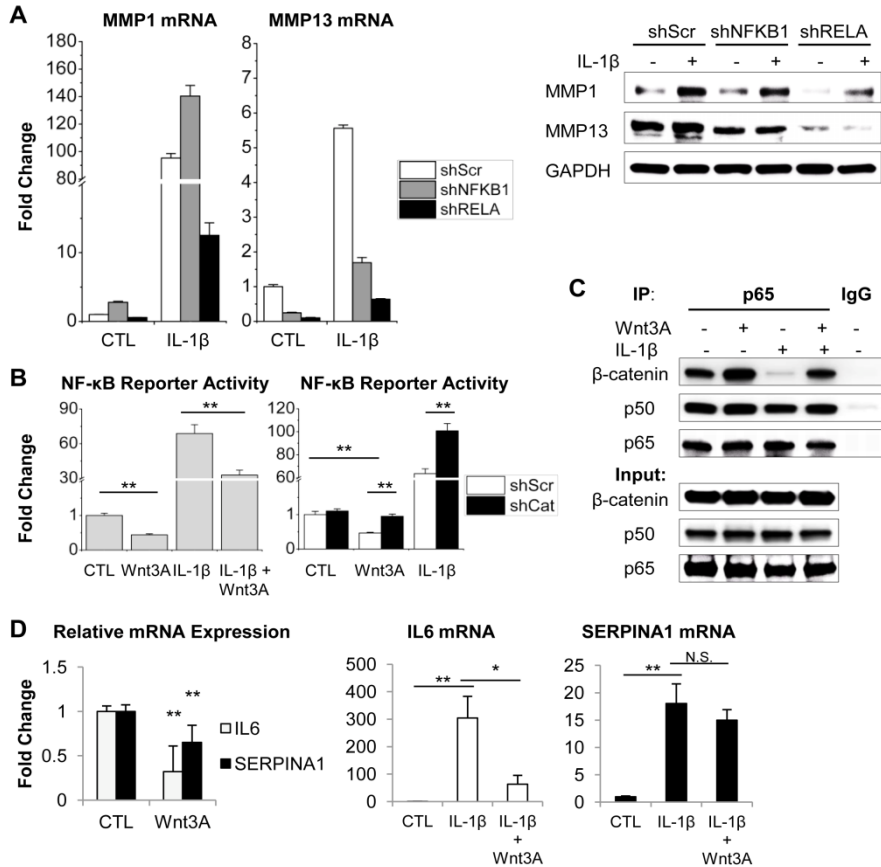 A
MMP1 mRNA
MMP13 mRNA
Fold Change
180
160
140
120
100
80
10
5
0
CTL
IL-1β
6
5
4
3
2
1
0
CTL
IL-1β
shScr
shNFKB1
shRELA
shScr shNFKB1 shRELA
IL-1β - + - + - +
MMP1
MMP13
GAPDH
B
NF-κB Reporter Activity
NF-κB Reporter Activity
Fold Change
90
60
30
1
0
**
**
CTL Wnt3A IL-1β IL-1β +
Wnt3A
120
100
80
60
1
0
**
**
**
CTL Wnt3A IL-1β
shScr
shCat
C
IP: p65 IgG
Wnt3A - + - + -
IL-1β - - + + -
β-catenin
p50
p65
Input:
β-catenin
p50
p65
D
Relative mRNA Expression
Fold Change
1.5
1
0.5
0
**
**
CTL Wnt3A
IL6
SERPINA1
IL6 mRNA
500
400
300
200
100
0
**
*
CTL IL-1β IL-1β
+
Wnt3A
SERPINA1 mRNA
25
20
15
10
5
0
**
N.S.
CTL IL-1β IL-1β
+
Wnt3A